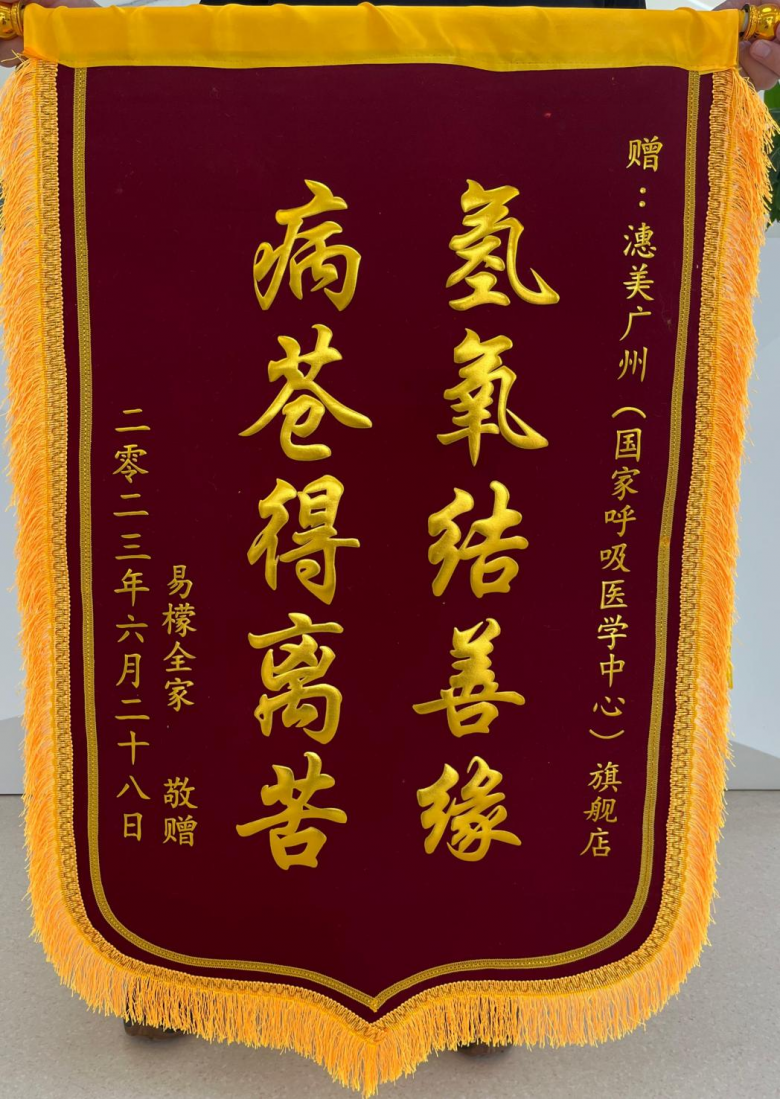 赠：潓美广州（国家呼吸医学中心）旗舰店
氢氧结善缘
病苍得离苦
易檬全家 敬赠
二零二三年六月二十八日